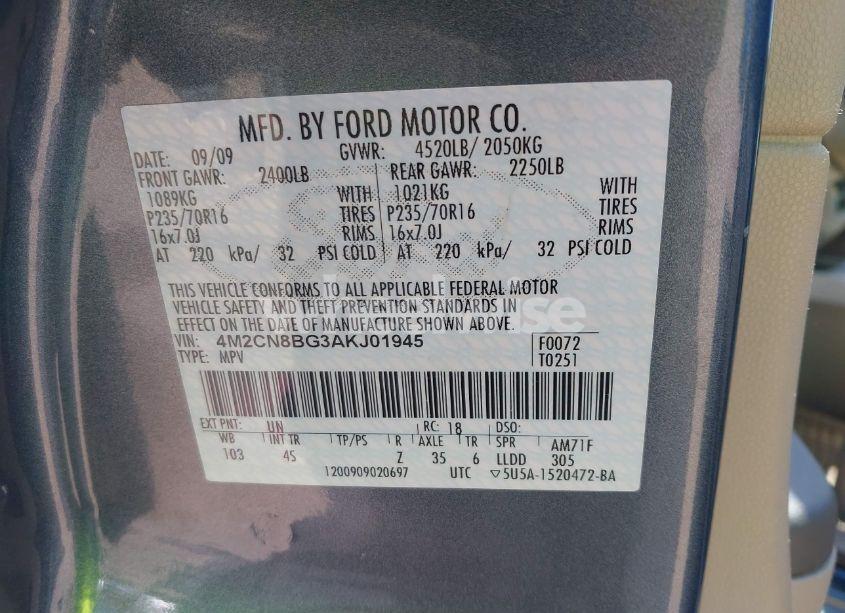 MFD. BY FORD MOTOR CO.
DATE: 09/09 GVWR: 4520LB/ 2050KG
FRONT GAWR: 2400LB REAR GAWR: 2250LB
1089KG WITH 1021KG WITH
P235/70R16 TIRES P235/70R16 TIRES
16x7.0J RIMS 16x7.0J RIMS
AT 220 kPa/ 32 PSI COLD AT 220 kPa/ 32 PSI COLD
THIS VEHICLE CONFORMS TO ALL APPLICABLE FEDERAL MOTOR
VEHICLE SAFETY AND THEFT PREVENTION STANDARDS IN
EFFECT ON THE DATE OF MANUFACTURE SHOWN ABOVE.
VIN: 4M2CN8BG3AKJ01945 F0072
TYPE: MPV T0251
EXT PNT: UN RC: 18 DSO:
WB INT TR TP/PS R AXLE TR SPR AM71F
103 4S Z 35 6 LLDD 305
1200909020697 UTC ▽5U5A-1520472-BA